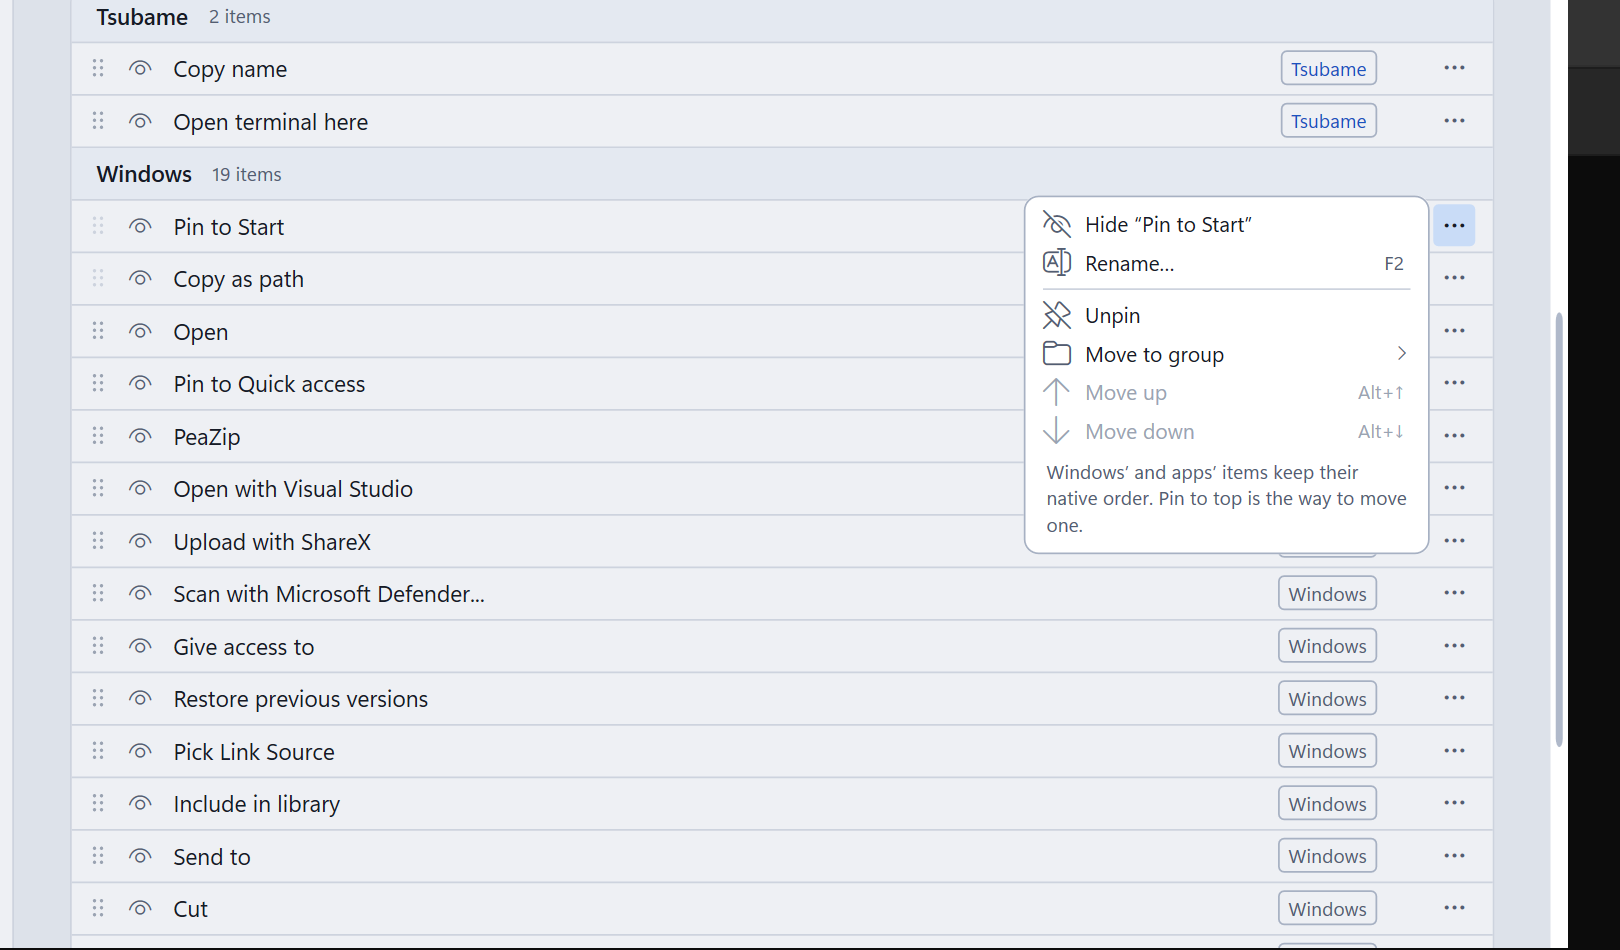 Tsubame 2 items
Copy name Tsubame
Open terminal here Tsubame
Windows 19 items
Pin to Start
Copy as path
Open
Pin to Quick access
PeaZip
Open with Visual Studio
Upload with ShareX
Hide “Pin to Start”
Rename... F2
Unpin
Move to group
Move up Alt+↑
Move down Alt+↓
Windows’ and apps’ items keep their
native order. Pin to top is the way to move
one.
Scan with Microsoft Defender... Windows
Give access to Windows
Restore previous versions Windows
Pick Link Source Windows
Include in library Windows
Send to Windows
Cut Windows